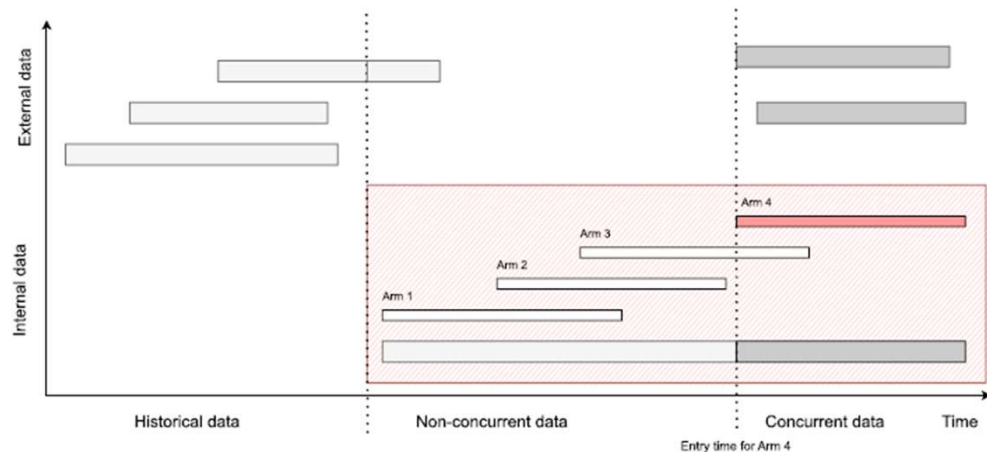 External data
Internal data
Arm 4
Arm 3
Arm 2
Arm 1
Historical data
Non-concurrent data
Concurrent data
Time
Entry time for Arm 4